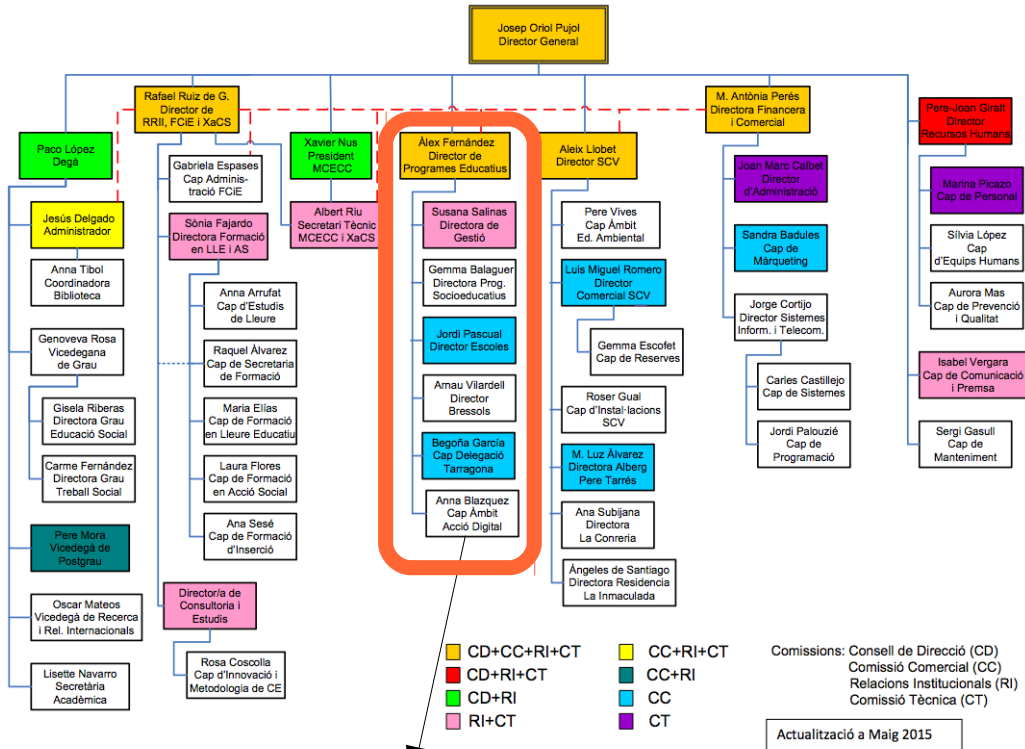 Josep Oriol Pujol
Director General
Rafael Ruiz de G.
Director de
RRII, FCiE i XaCS
M. Antònia Perés
Directora Financera
i Comercial
Pere-Joan Giralt
Director
Recursos Humans
Paco López
Degà
Xavier Nus
President
MCECC
Àlex Fernández
Director de
Programes Educatius
Aleix Llobet
Director SCV
Gabriela Espases
Cap Adminis-
tració FCiE
Joan Marc Calbet
Director
d'Administració
Marina Picazo
Cap de Personal
Jesús Delgado
Administrador
Sònia Fajardo
Directora Formació
en LLE i AS
Albert Riu
Secretari Tècnic
MCECC i XaCS
Susana Salinas
Directora de
Gestió
Pere Vives
Cap Àmbit
Ed. Ambiental
Sandra Badules
Cap de
Màrqueting
Sílvia López
Cap
d'Equips Humans
Anna Tibol
Coordinadora
Biblioteca
Gemma Balaguer
Directora Prog.
Socioeducatius
Luis Miguel Romero
Director
Comercial SCV
Anna Arrufat
Cap d'Estudis
de Lleure
Jorge Cortijo
Director Sistemes
Inform. i Telecom.
Aurora Mas
Cap de Prevenció
i Qualitat
Genoveva Rosa
Vicedegana
de Grau
Raquel Àlvarez
Cap de Secretaria
de Formació
Jordi Pascual
Director Escoles
Gemma Escofet
Cap de Reserves
Isabel Vergara
Cap de Comunicació
i Premsa
Gisela Riberas
Directora Grau
Educació Social
Maria Elías
Cap de Formació
en Lleure Educatiu
Arnau Vilardell
Director
Bressols
Roser Gual
Cap d'Instal·lacions
SCV
Carles Castillejo
Cap de Sistemes
Carme Fernández
Directora Grau
Treball Social
Laura Flores
Cap de Formació
en Acció Social
Begoña García
Cap Delegació
Tarragona
M. Luz Àlvarez
Directora Alberg
Pere Tarrés
Jordi Palouzié
Cap de
Programació
Sergi Gasull
Cap de
Manteniment
Pere Mora
Vicedegà de
Postgrau
Ana Sesé
Cap de Formació
d'Inserció
Anna Blazquez
Cap Àmbit
Acció Digital
Ana Subijana
Directora
La Conreria
Oscar Mateos
Vicedegà de Recerca
i Rel. Internacionals
Director/a de
Consultoria i
Estudis
Ángeles de Santiago
Directora Residencia
La Inmaculada
Lisette Navarro
Secretària
Acadèmica
Rosa Coscolla
Cap d'Innovació i
Metodologia de CE
CD+CC+RI+CT
CD+RI+CT
CD+RI
RI+CT
CC+RI+CT
CC+RI
CC
CT
Comissions: Consell de Direcció (CD)
Comissió Comercial (CC)
Relacions Institucionals (RI)
Comissió Tècnica (CT)
Actualització a Maig 2015